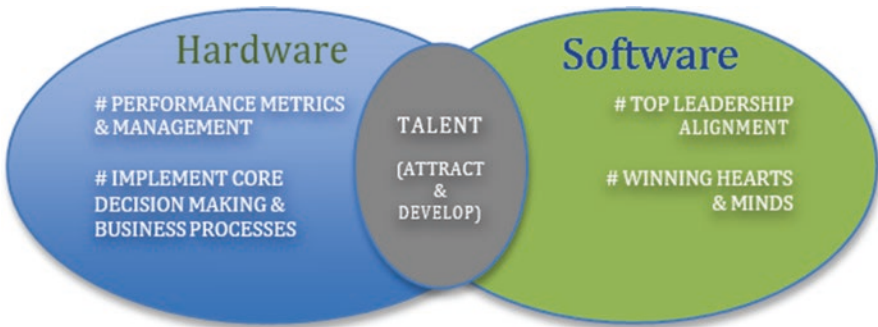 Hardware
# PERFORMANCE METRICS
& MANAGEMENT
# IMPLEMENT CORE
DECISION MAKING &
BUSINESS PROCESSES
TALENT
(ATTRACT
&
DEVELOP)
Software
# TOP LEADERSHIP
ALIGNMENT
# WINNING HEARTS
& MINDS